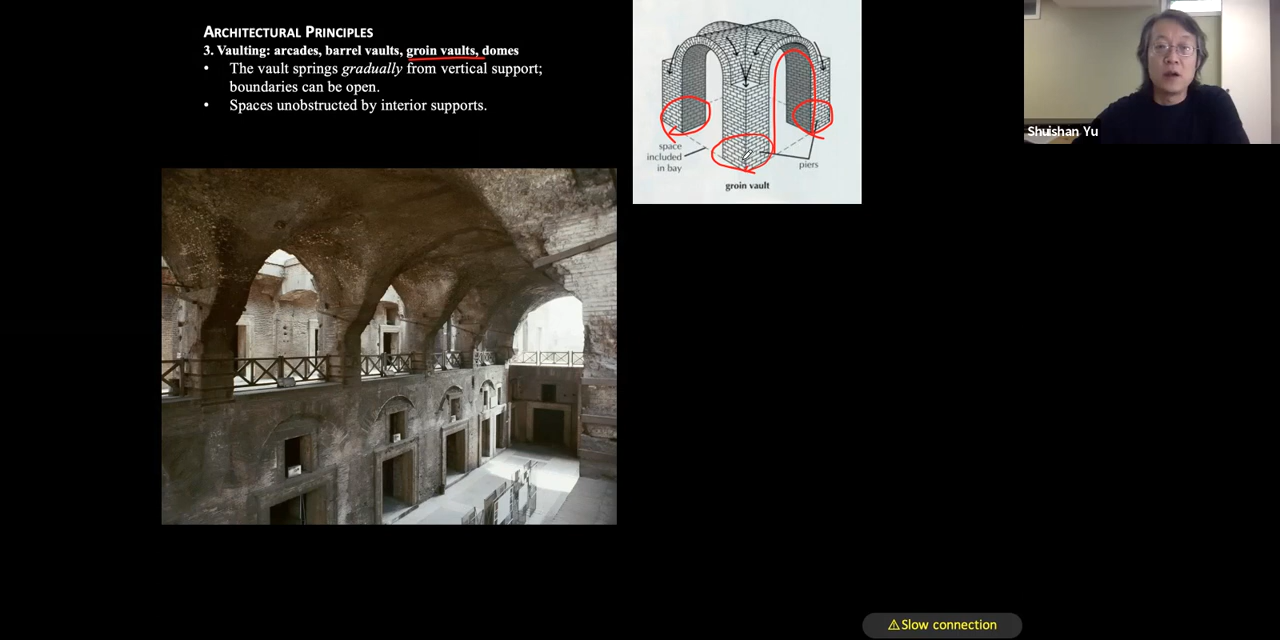 ARCHITECTURAL PRINCIPLES
3. Vaulting: arcades, barrel vaults, groin vaults, domes
• The vault springs gradually from vertical support;
boundaries can be open.
• Spaces unobstructed by interior supports.
space
included
in bay
piers
groin vault
Shuishan Yu
⚠Slow connection